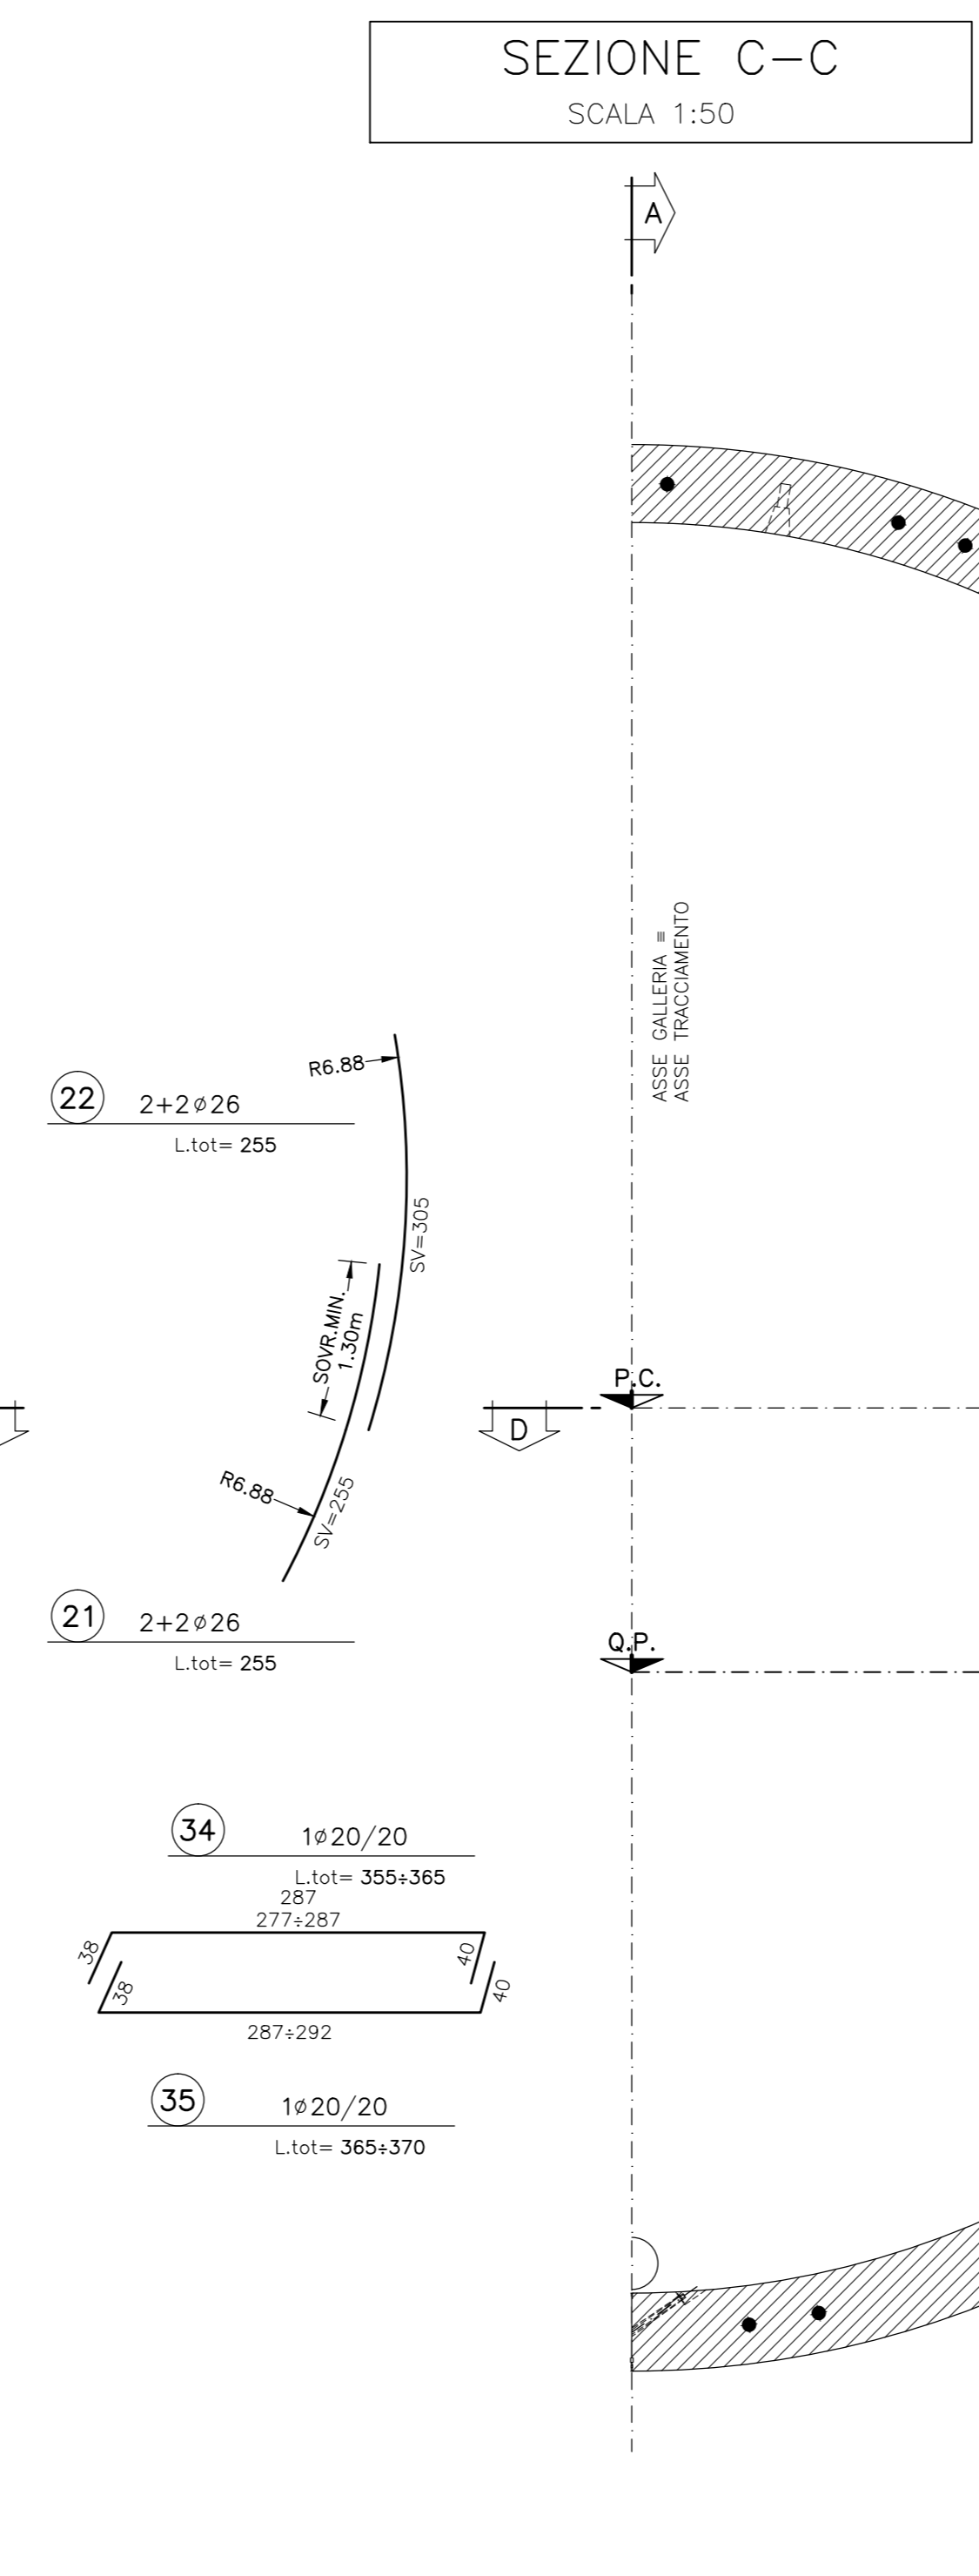 SEZIONE C-C
SCALA 1:50
A
ASSE GALLERIA ≡
ASSE TRACCIAMENTO
R6.88
22 2+2⌀26
L.tot= 255
SV=305
SOVR.MIN.
1.30m
P.C.
D
R6.88
SV=255
21 2+2⌀26
L.tot= 255
Q.P.
34 1⌀20/20
L.tot= 355÷365
287
277÷287
38
40
38
40
287÷292
35 1⌀20/20
L.tot= 365÷370